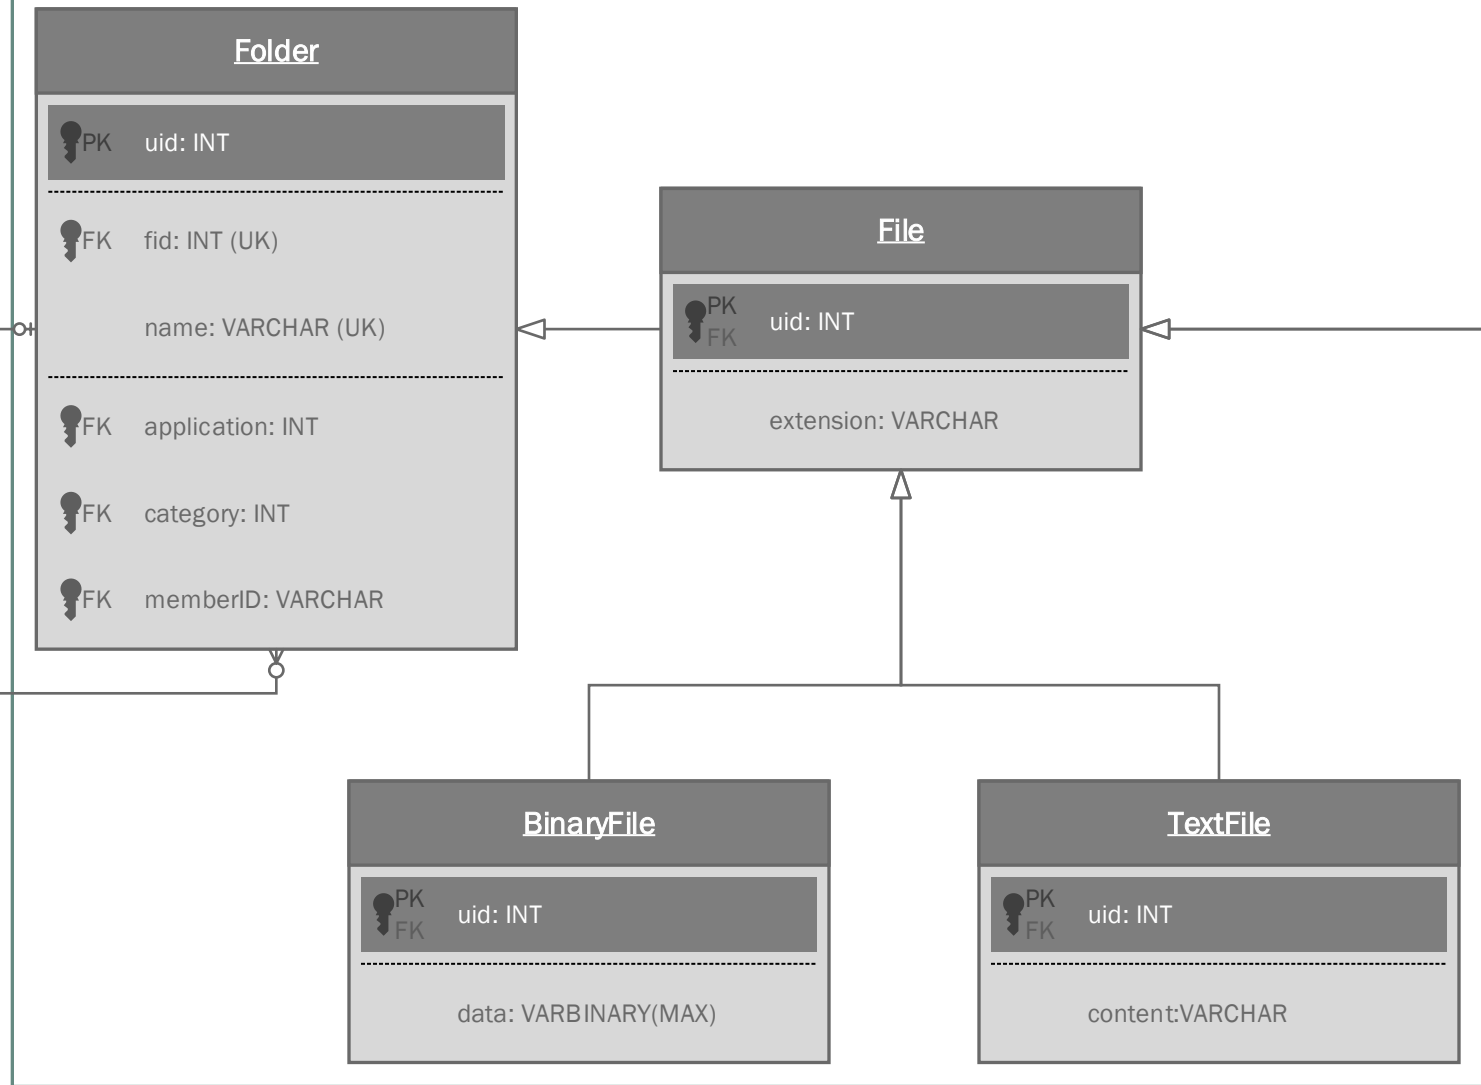 Folder
PK uid: INT
FK fid: INT (UK)
name: VARCHAR (UK)
FK application: INT
FK category: INT
FK memberID: VARCHAR
File
PK
FK
uid: INT
extension: VARCHAR
BinaryFile
PK
FK
uid: INT
data: VARBINARY(MAX)
TextFile
PK
FK
uid: INT
content:VARCHAR